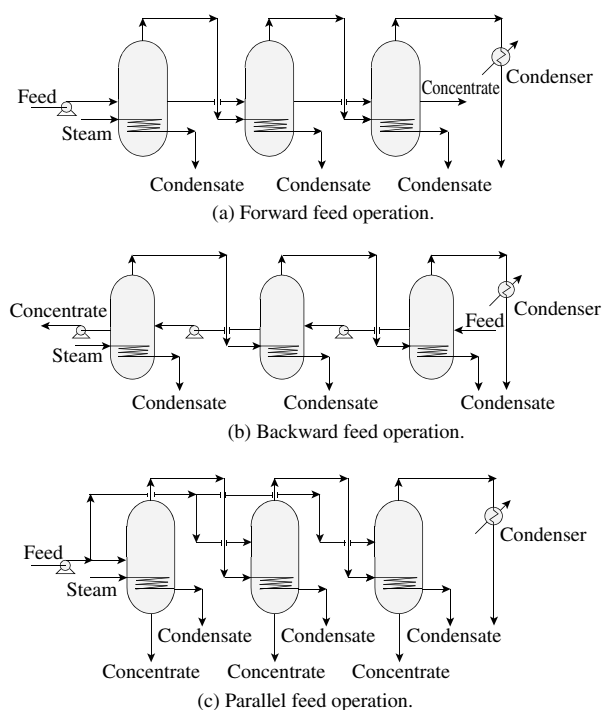 Feed
Steam
Concentrate
Condenser
Condensate
Condensate
Condensate
(a) Forward feed operation.
Concentrate
Steam
Feed
Condenser
Condensate
Condensate
Condensate
(b) Backward feed operation.
Feed
Steam
Condenser
Condensate
Condensate
Condensate
Concentrate
Concentrate
Concentrate
(c) Parallel feed operation.